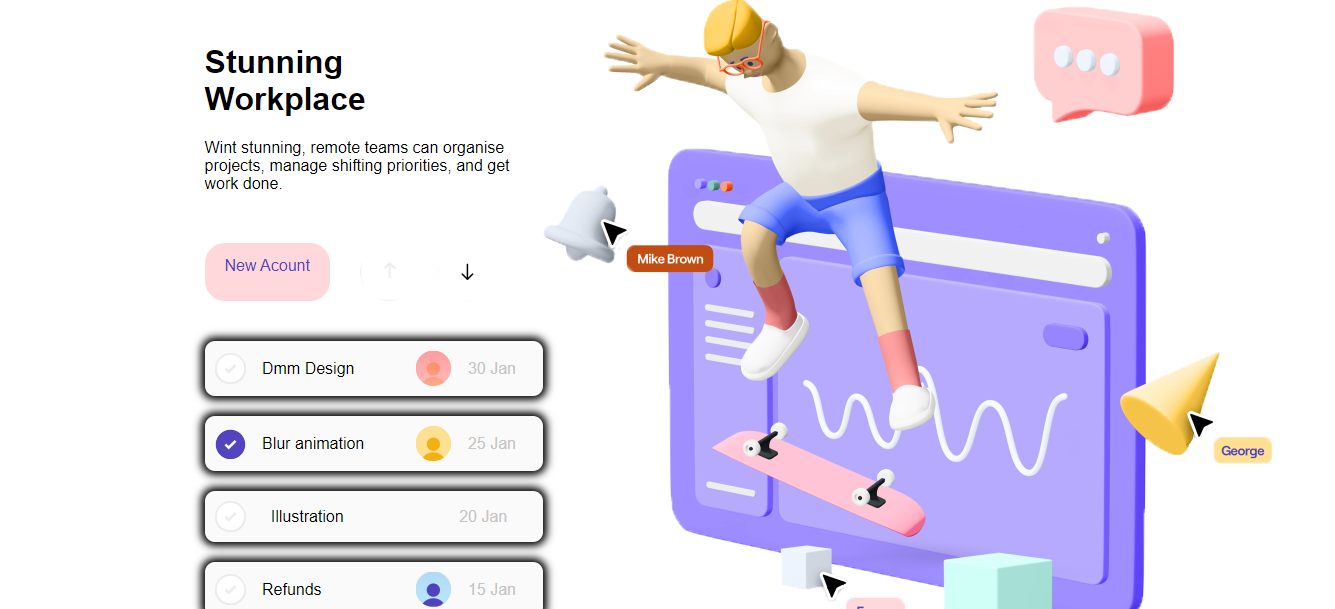 Stunning
Workplace
Wint stunning, remote teams can organise
projects, manage shifting priorities, and get
work done.
New Acount
Dmm Design 30 Jan
Blur animation 25 Jan
Illustration 20 Jan
Refunds 15 Jan
Mike Brown
George